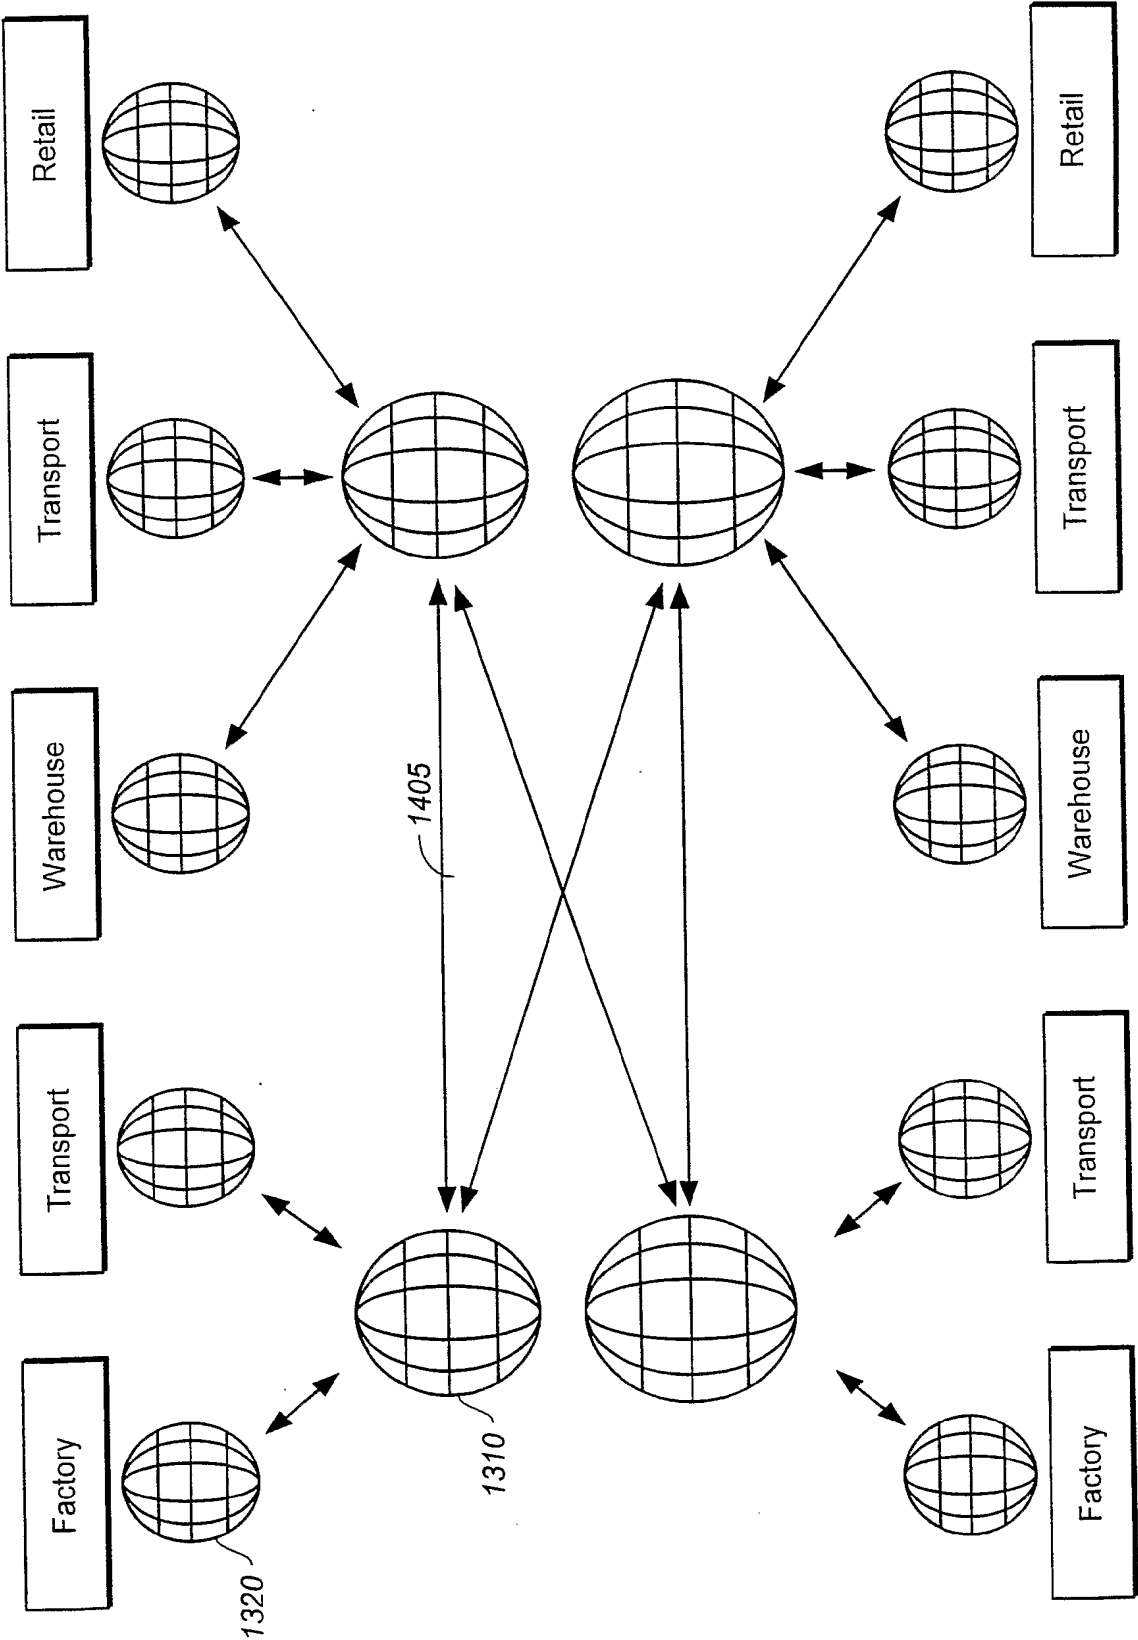 Factory
Transport
Warehouse
Transport
Retail
1320
1310
1405
Factory
Transport
Warehouse
Transport
Retail